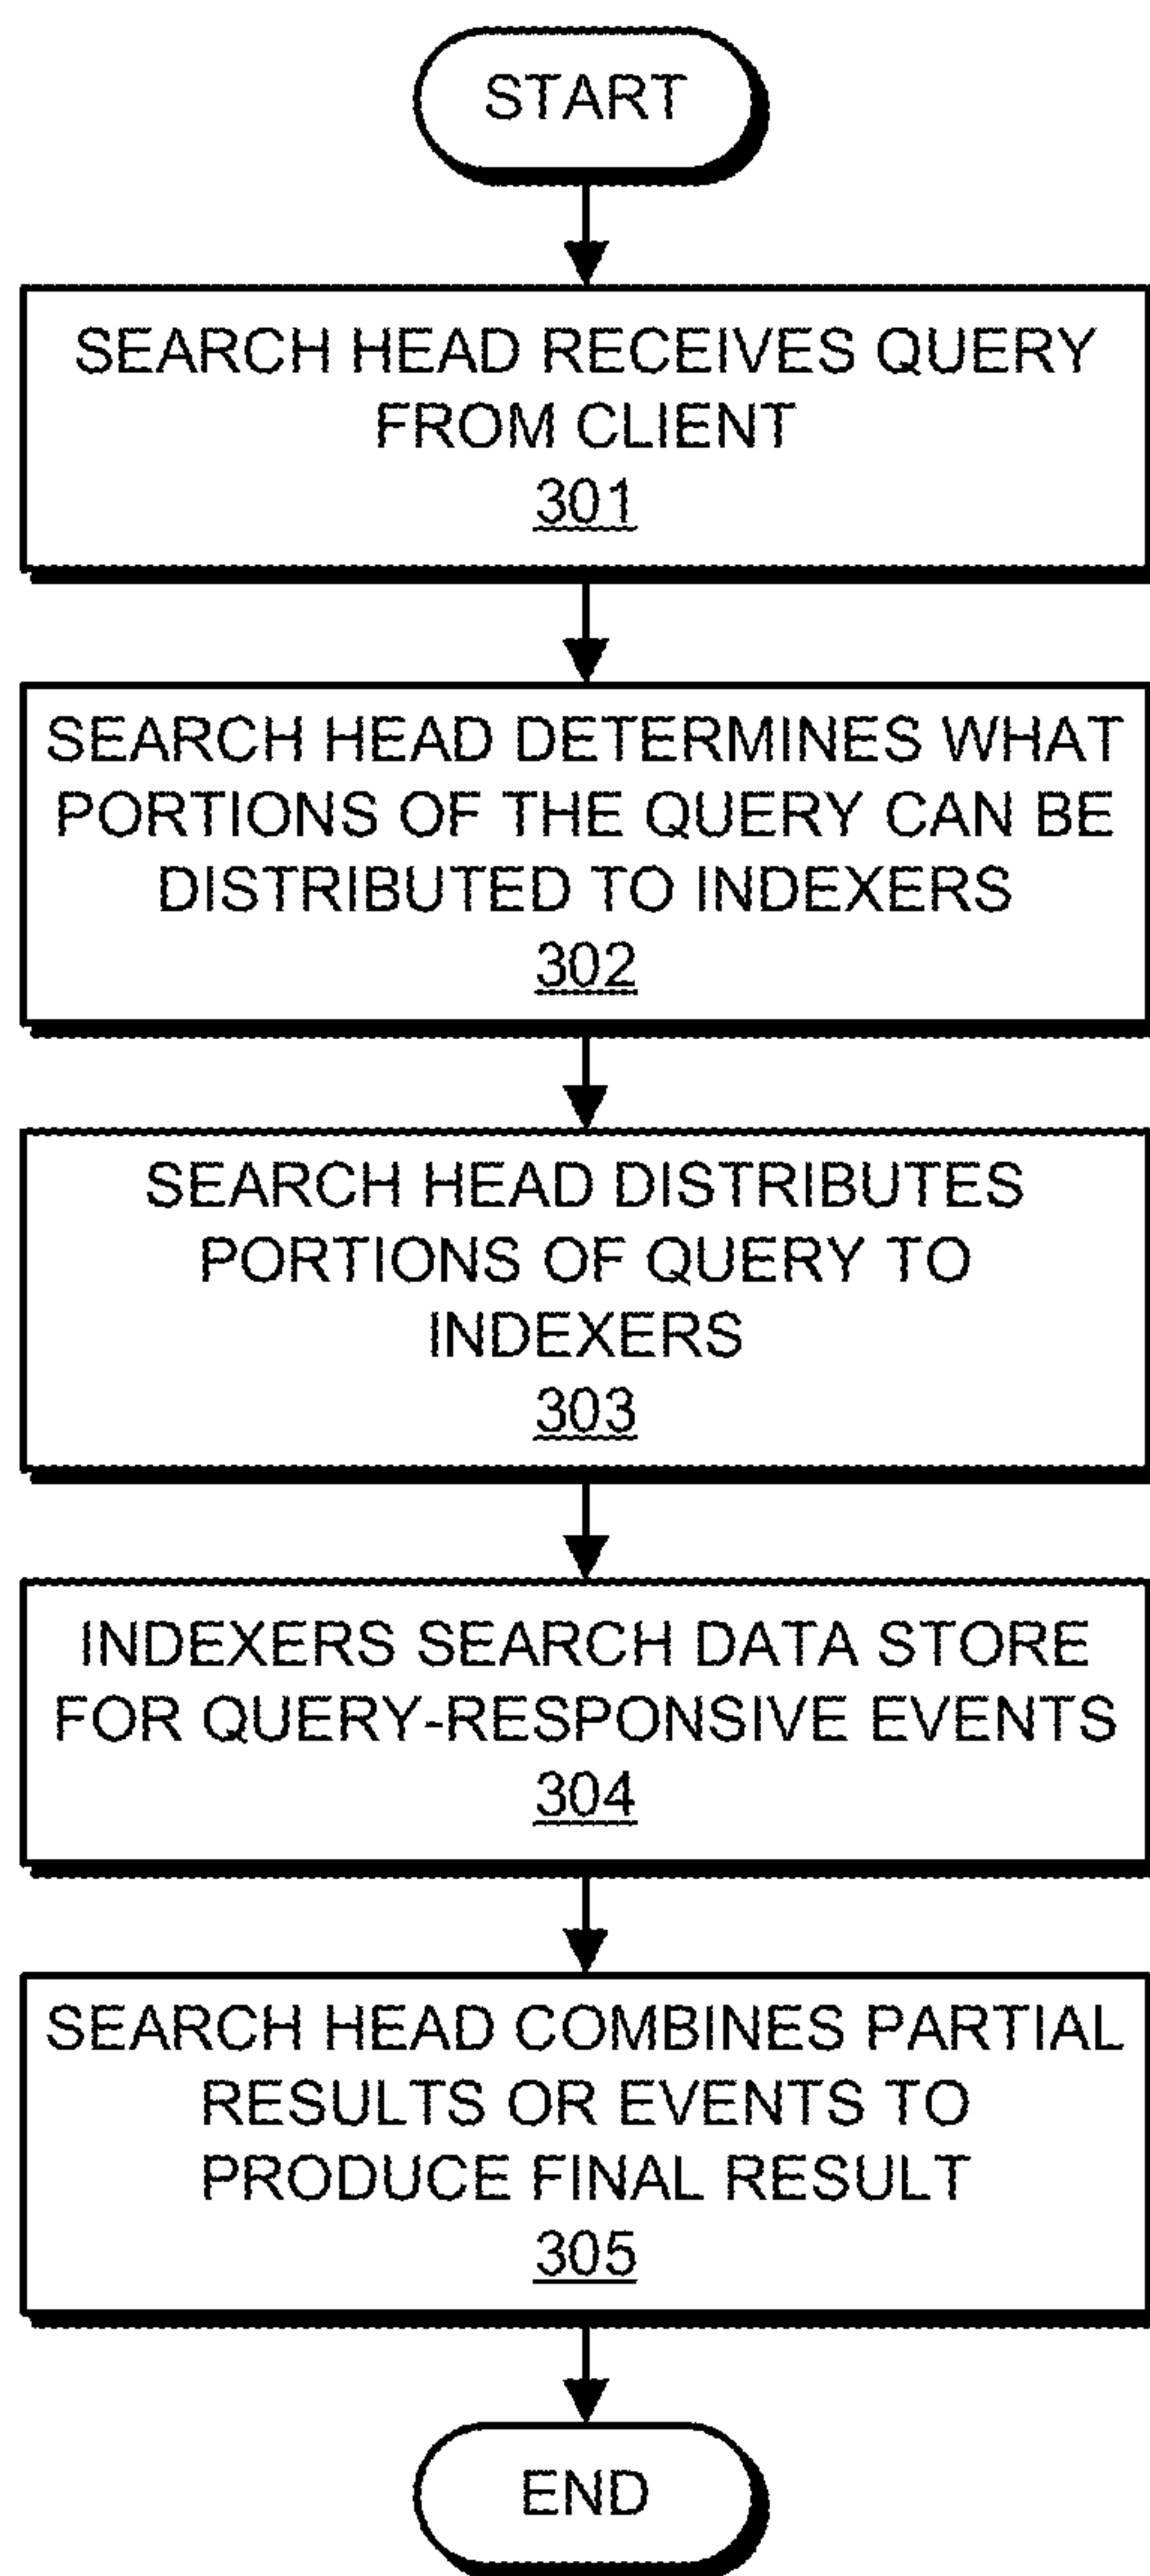 START
SEARCH HEAD RECEIVES QUERY
FROM CLIENT
301
SEARCH HEAD DETERMINES WHAT
PORTIONS OF THE QUERY CAN BE
DISTRIBUTED TO INDEXERS
302
SEARCH HEAD DISTRIBUTES
PORTIONS OF QUERY TO
INDEXERS
303
INDEXERS SEARCH DATA STORE
FOR QUERY-RESPONSIVE EVENTS
304
SEARCH HEAD COMBINES PARTIAL
RESULTS OR EVENTS TO
PRODUCE FINAL RESULT
305
END